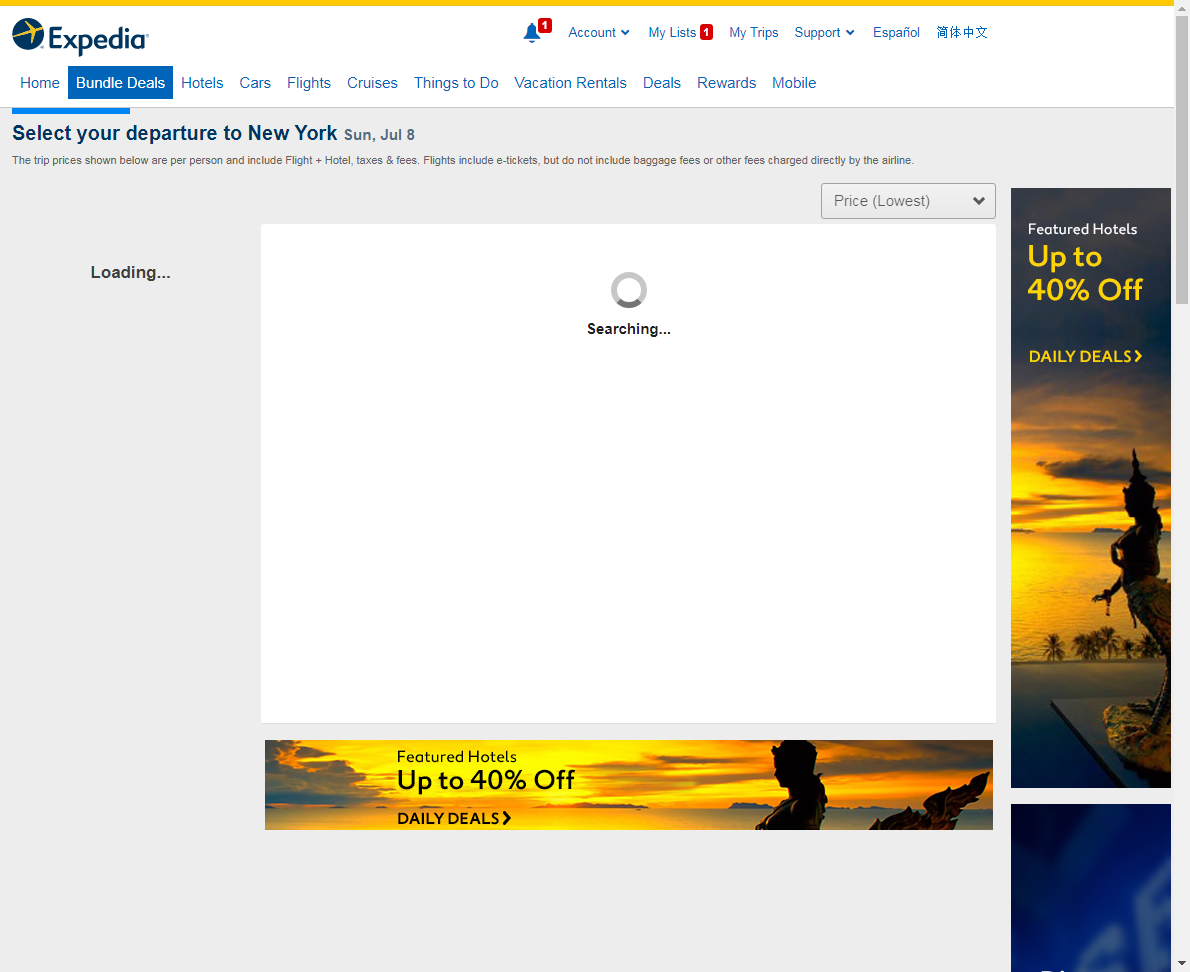 Expedia
1
Account
My Lists 1
My Trips
Support
Español
简体中文
Home
Bundle Deals
Hotels
Cars
Flights
Cruises
Things to Do
Vacation Rentals
Deals
Rewards
Mobile
Select your departure to New York Sun, Jul 8
The trip prices shown below are per person and include Flight + Hotel, taxes & fees. Flights include e-tickets, but do not include baggage fees or other fees charged directly by the airline.
Price (Lowest)
Loading...
Searching...
Featured Hotels
Up to
40% Off
DAILY DEALS
Featured Hotels
Up to 40% Off
DAILY DEALS